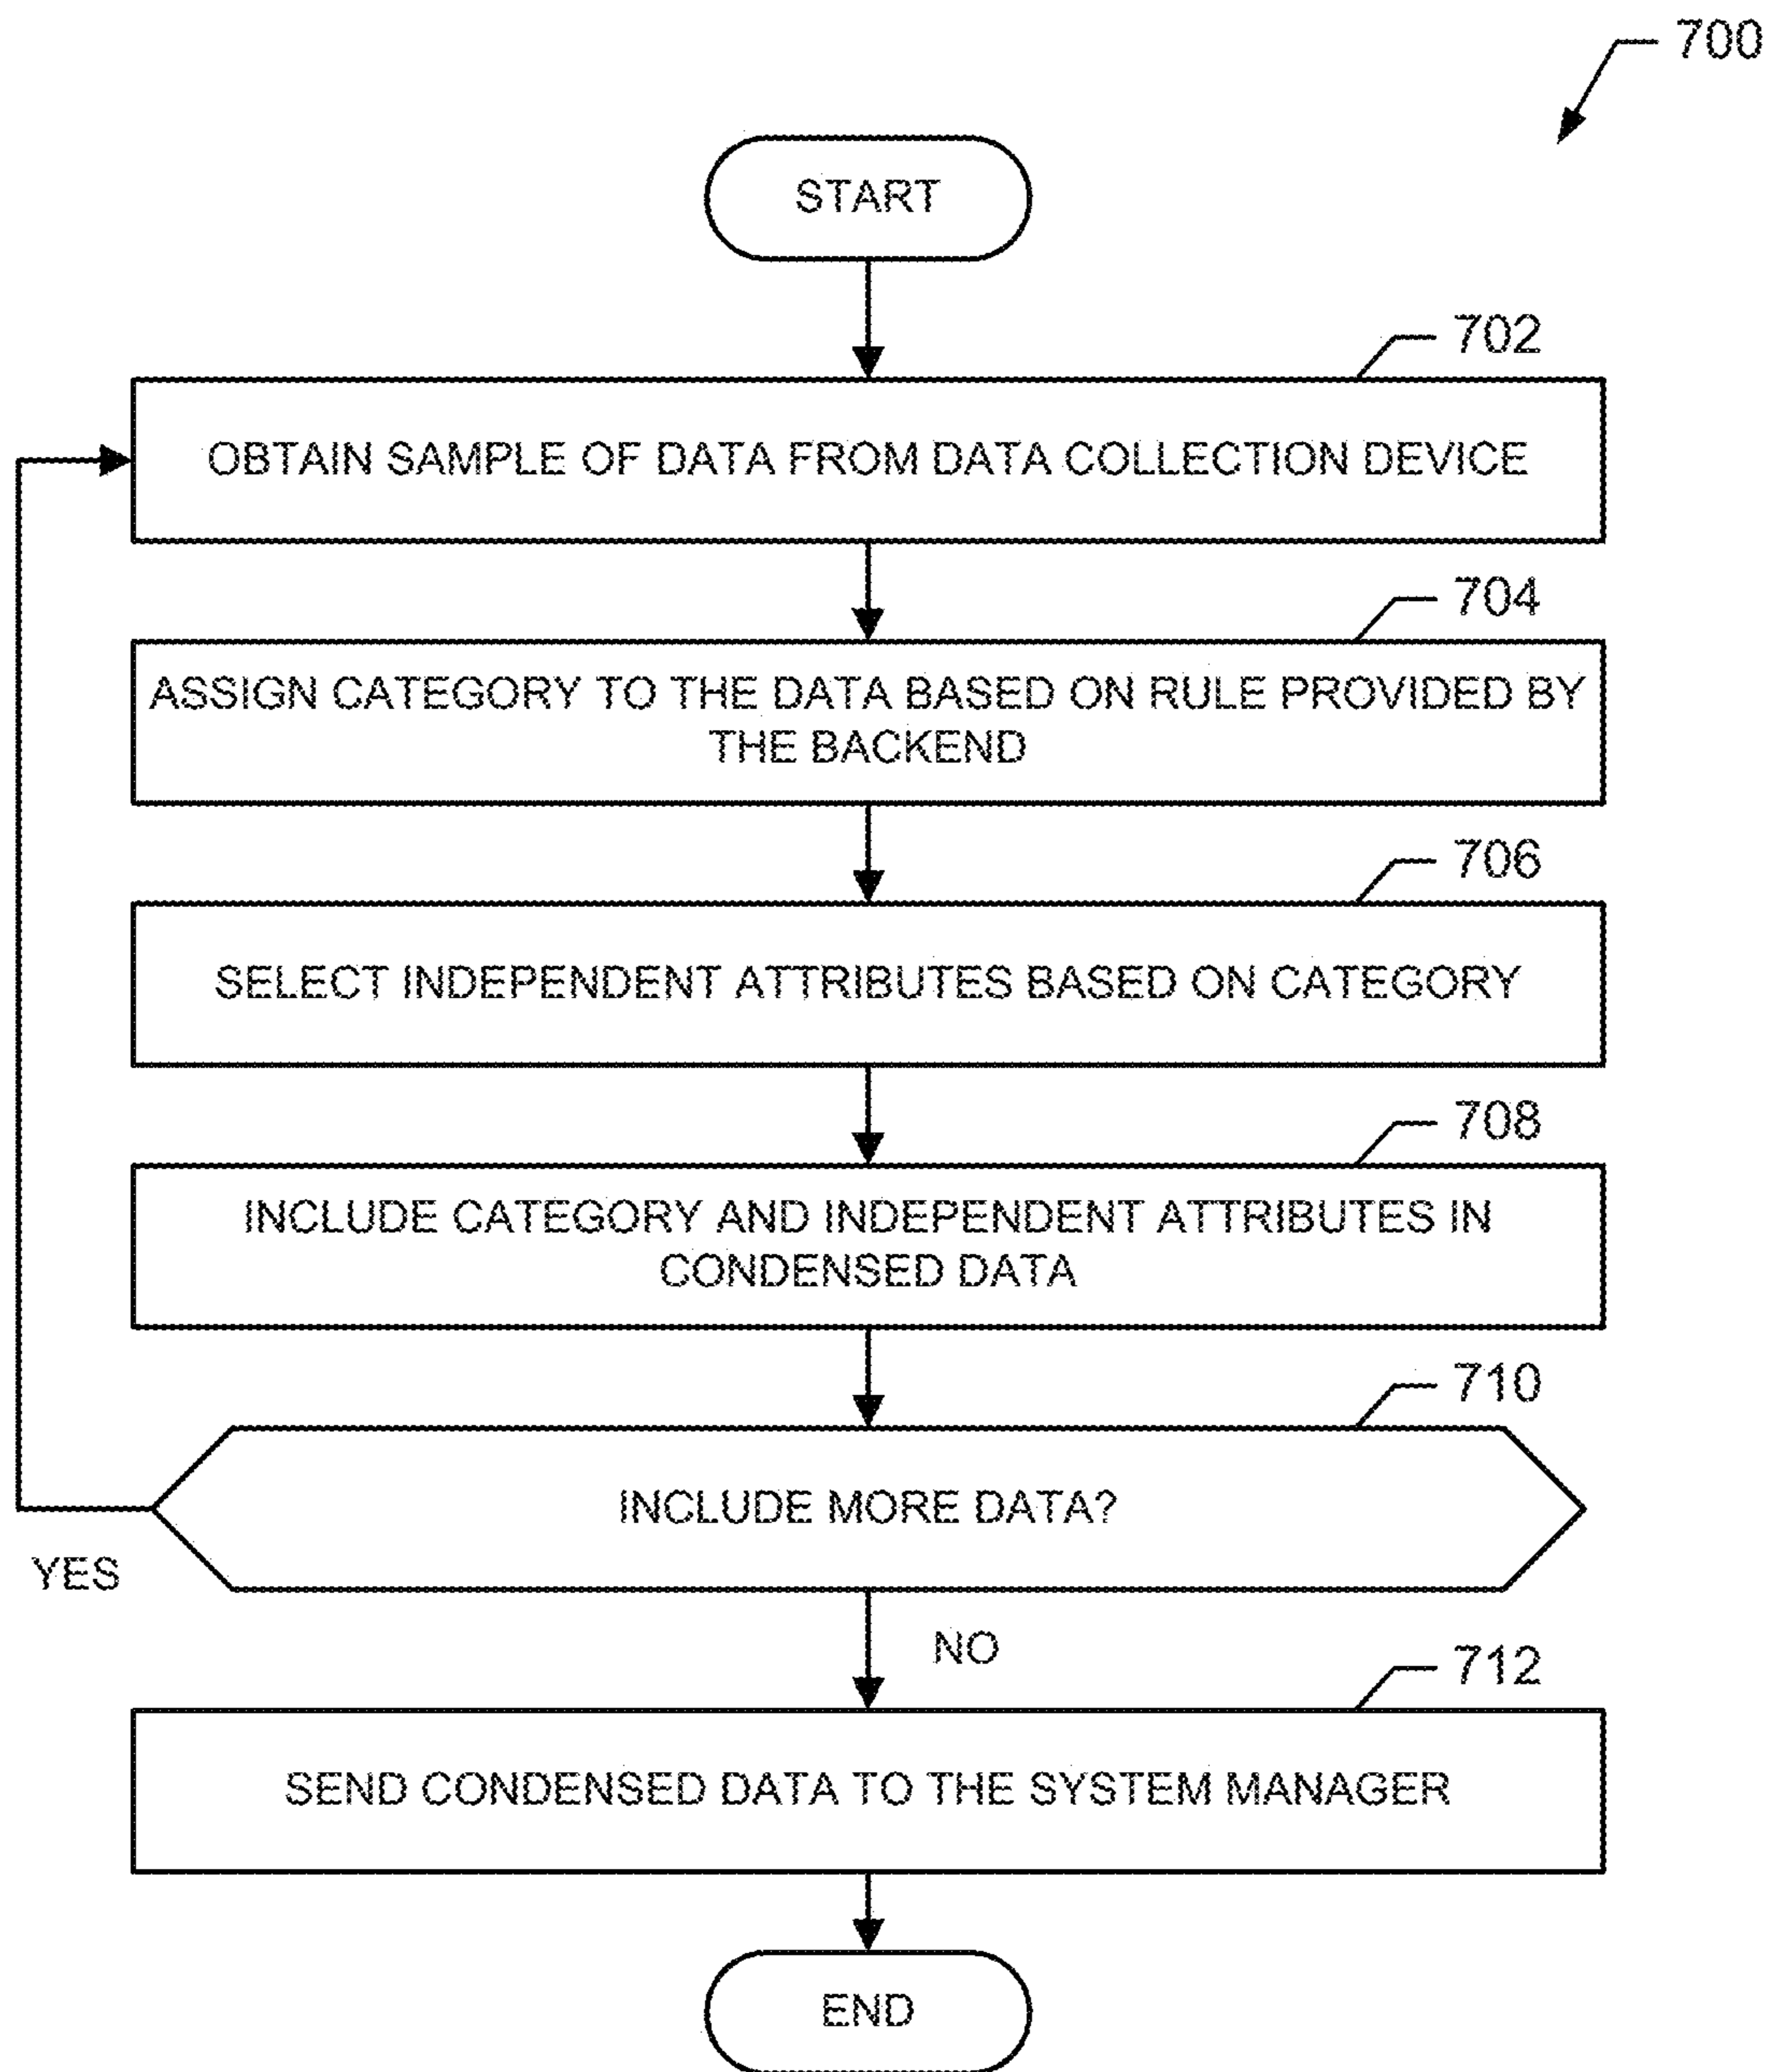 700
START
702
OBTAIN SAMPLE OF DATA FROM DATA COLLECTION DEVICE
704
ASSIGN CATEGORY TO THE DATA BASED ON RULE PROVIDED BY
THE BACKEND
706
SELECT INDEPENDENT ATTRIBUTES BASED ON CATEGORY
708
INCLUDE CATEGORY AND INDEPENDENT ATTRIBUTES IN
CONDENSED DATA
710
INCLUDE MORE DATA?
YES
NO
712
SEND CONDENSED DATA TO THE SYSTEM MANAGER
END